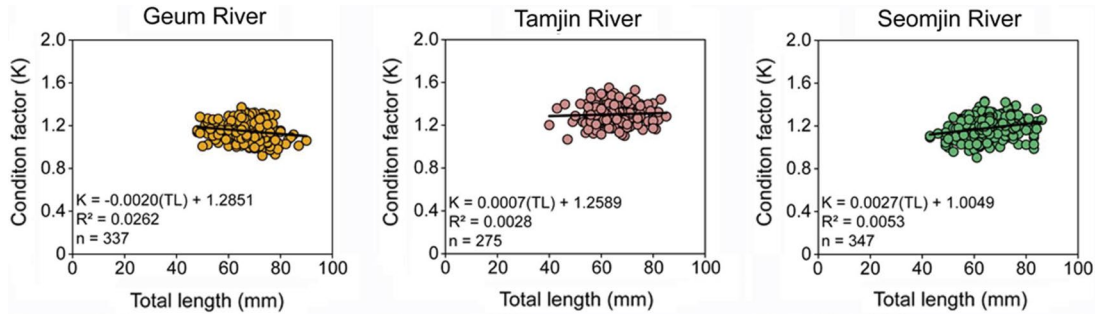 Geum River
Conditon factor (K)
2.0
1.6
1.2
0.8
0.4
0
K = -0.0020(TL) + 1.2851
R² = 0.0262
n = 337
0 20 40 60 80 100
Total length (mm)
Tamjin River
Conditon factor (K)
2.0
1.6
1.2
0.8
0.4
0
K = 0.0007(TL) + 1.2589
R² = 0.0028
n = 275
0 20 40 60 80 100
Total length (mm)
Seomjin River
Conditon factor (K)
2.0
1.6
1.2
0.8
0.4
0
K = 0.0027(TL) + 1.0049
R² = 0.0053
n = 347
0 20 40 60 80 100
Total length (mm)